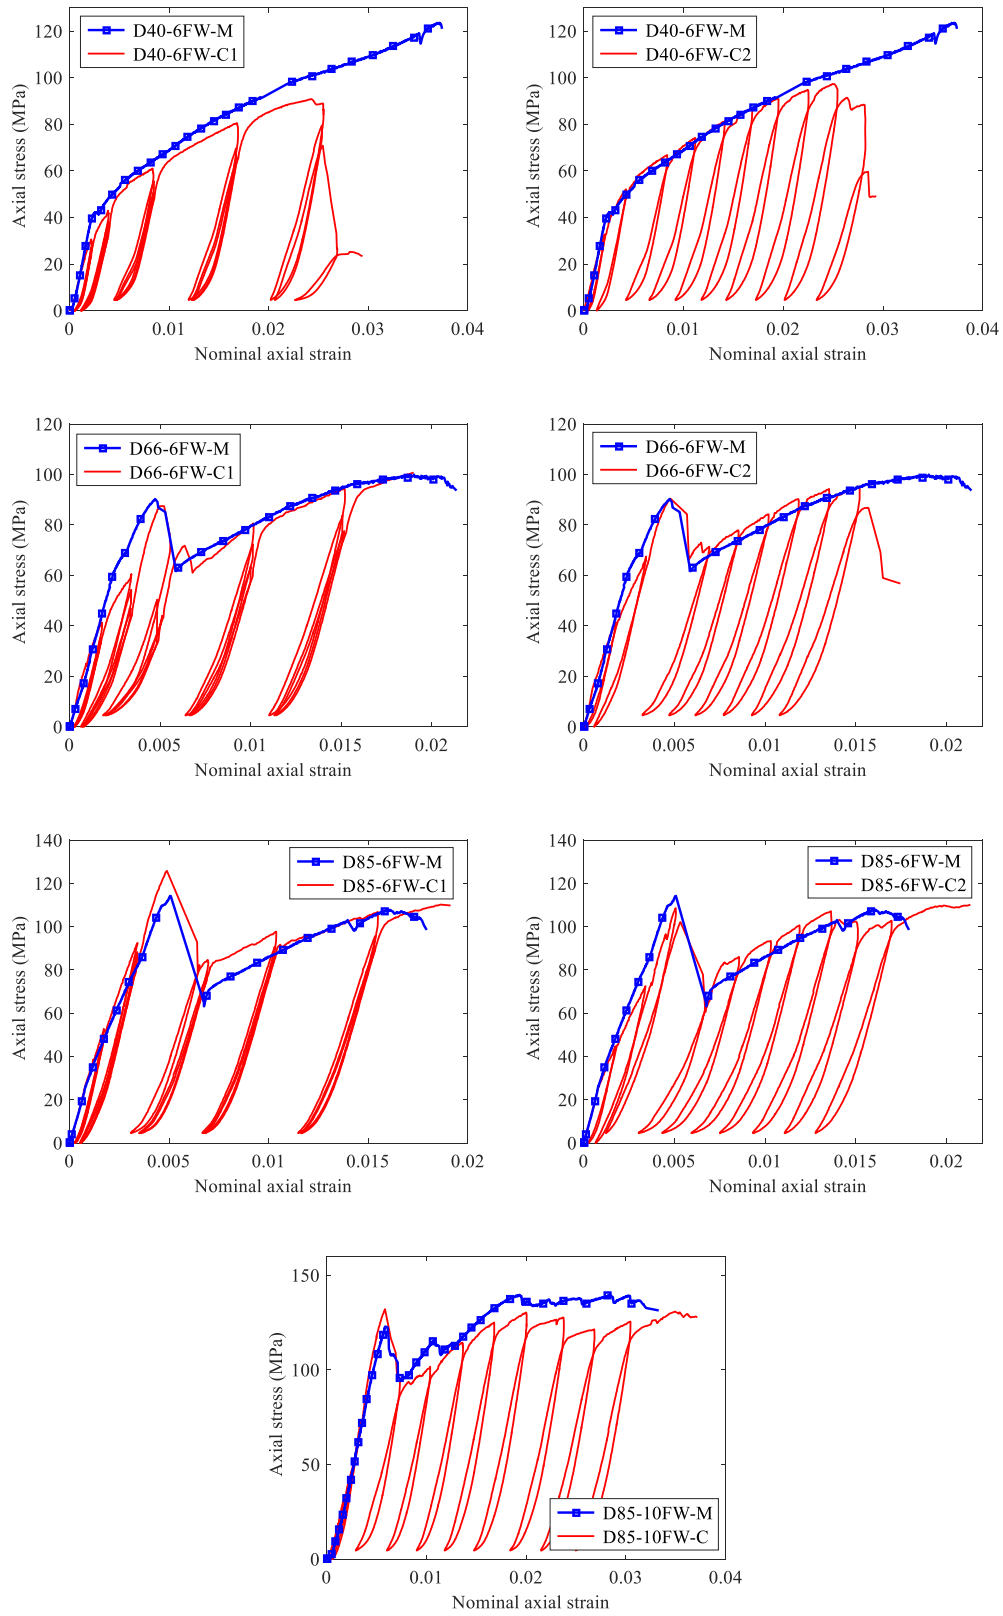 120
100
80
60
40
20
0
Axial stress (MPa)
D40-6FW-M
D40-6FW-C1
0
0.01
0.02
0.03
0.04
Nominal axial strain
120
100
80
60
40
20
0
Axial stress (MPa)
D40-6FW-M
D40-6FW-C2
0
0.01
0.02
0.03
0.04
Nominal axial strain
120
100
80
60
40
20
0
Axial stress (MPa)
D66-6FW-M
D66-6FW-C1
0
0.005
0.01
0.015
0.02
Nominal axial strain
120
100
80
60
40
20
0
Axial stress (MPa)
D66-6FW-M
D66-6FW-C2
0
0.005
0.01
0.015
0.02
Nominal axial strain
140
120
100
80
60
40
20
0
Axial stress (MPa)
D85-6FW-M
D85-6FW-C1
0
0.005
0.01
0.015
0.02
Nominal axial strain
140
120
100
80
60
40
20
0
Axial stress (MPa)
D85-6FW-M
D85-6FW-C2
0
0.005
0.01
0.015
0.02
Nominal axial strain
150
100
50
0
Axial stress (MPa)
D85-10FW-M
D85-10FW-C
0
0.01
0.02
0.03
0.04
Nominal axial strain